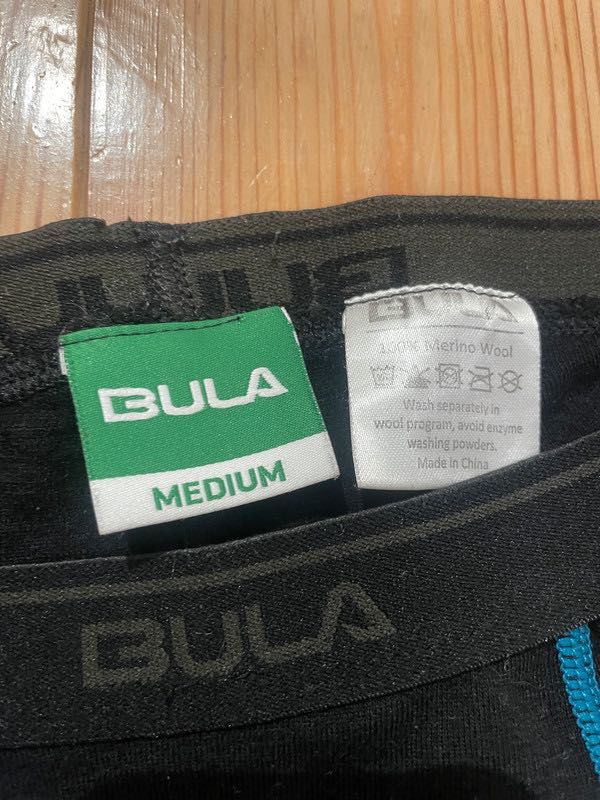 BULA
MEDIUM
BULA
100% Merino Wool
Wash separately in
wool program, avoid enzyme
washing powders.
Made in China
BULA